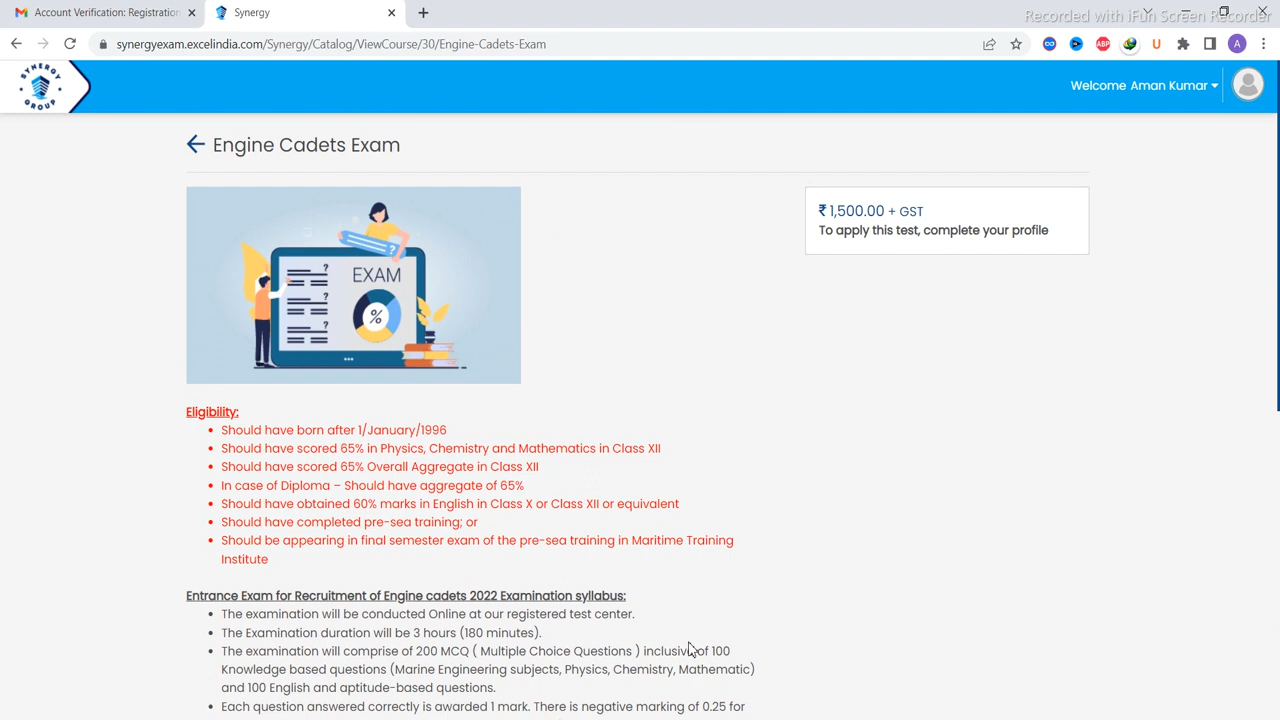 Recorded with iFun Screen Recorder
Account Verification: Registration
Synergy
synergyexam.excelindia.com/Synergy/Catalog/ViewCourse/30/Engine-Cadets-Exam
ABP
U
A
SYNERGY
GROUP
Welcome Aman Kumar
Engine Cadets Exam
₹ 1,500.00 + GST
To apply this test, complete your profile
EXAM
%
?
?
?
?
Eligibility:
• Should have born after 1/January/1996
• Should have scored 65% in Physics, Chemistry and Mathematics in Class XII
• Should have scored 65% Overall Aggregate in Class XII
• In case of Diploma – Should have aggregate of 65%
• Should have obtained 60% marks in English in Class X or Class XII or equivalent
• Should have completed pre-sea training; or
• Should be appearing in final semester exam of the pre-sea training in Maritime Training
Institute
Entrance Exam for Recruitment of Engine cadets 2022 Examination syllabus:
• The examination will be conducted Online at our registered test center.
• The Examination duration will be 3 hours (180 minutes).
• The examination will comprise of 200 MCQ ( Multiple Choice Questions ) inclusive of 100
Knowledge based questions (Marine Engineering subjects, Physics, Chemistry, Mathematic)
and 100 English and aptitude-based questions.
• Each question answered correctly is awarded 1 mark. There is negative marking of 0.25 for